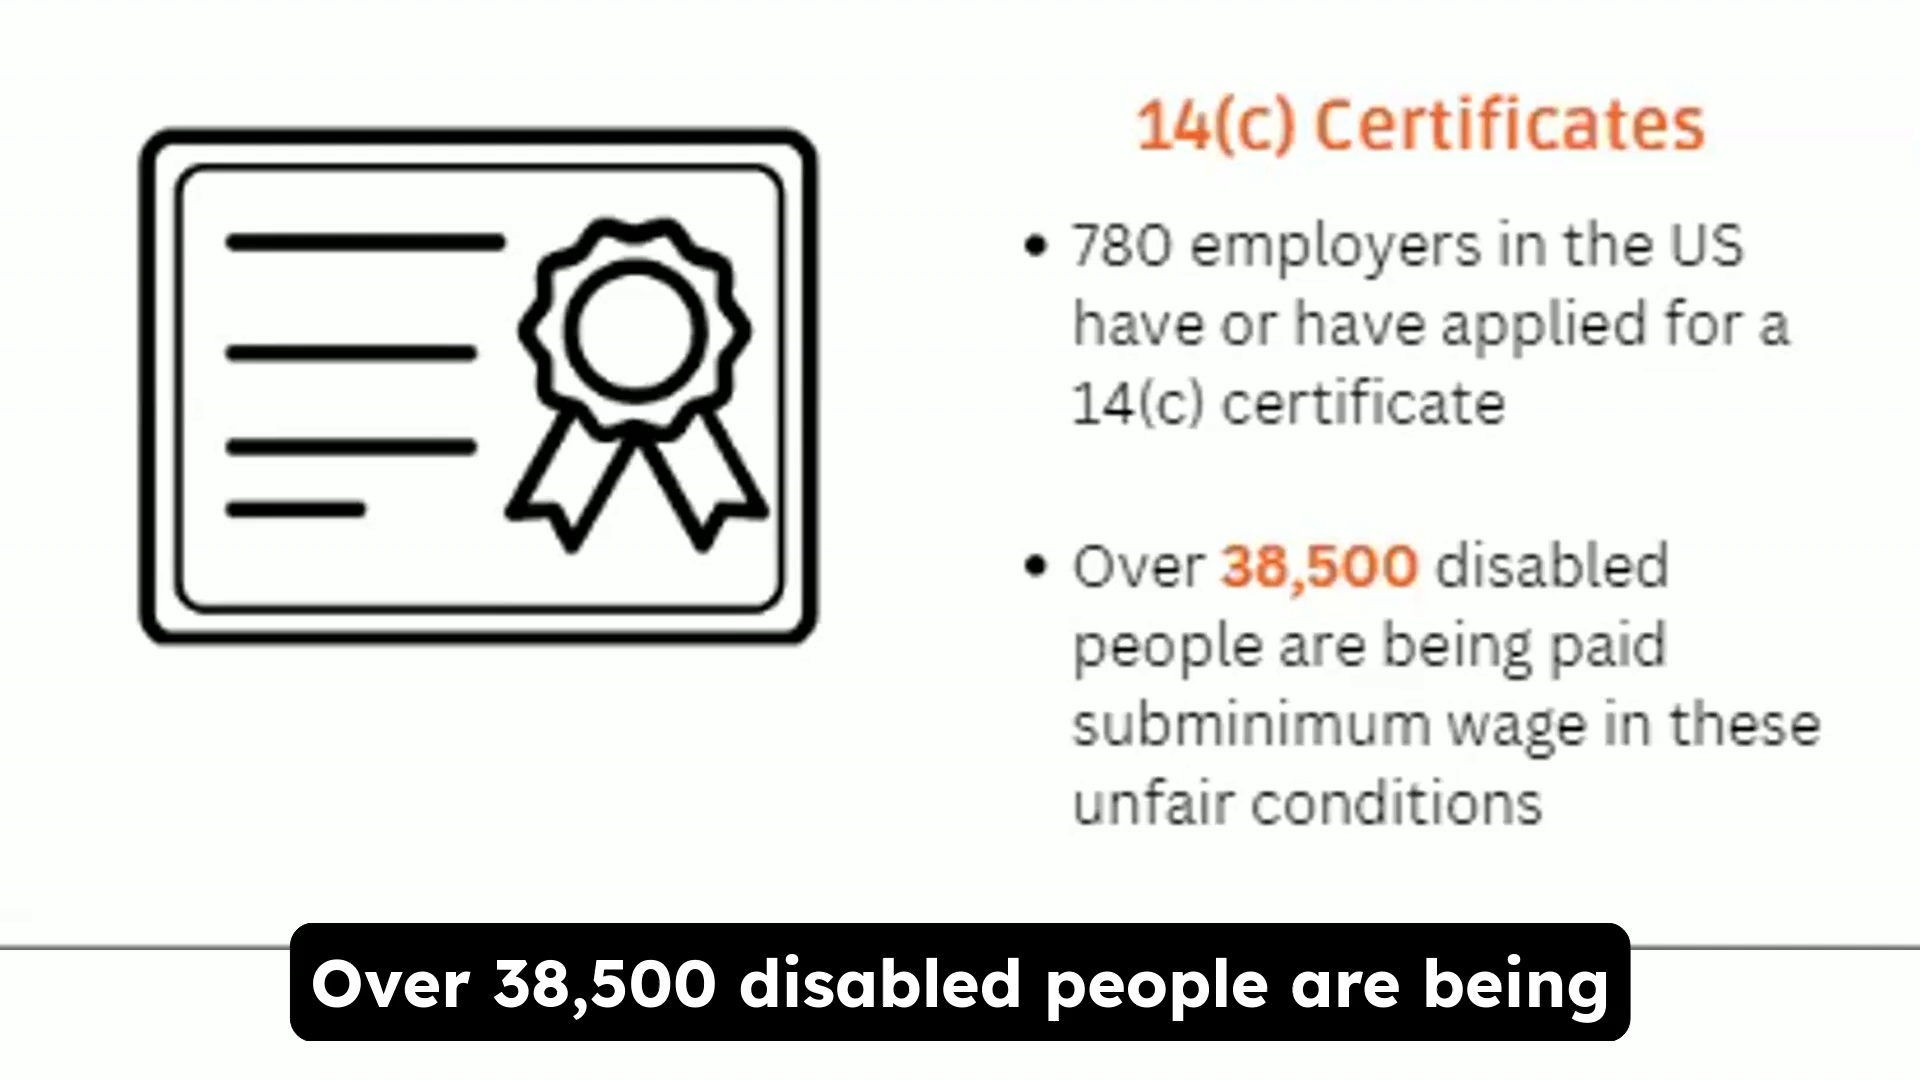 14(c) Certificates
• 780 employers in the US
have or have applied for a
14(c) certificate
• Over 38,500 disabled
people are being paid
subminimum wage in these
unfair conditions
Over 38,500 disabled people are being